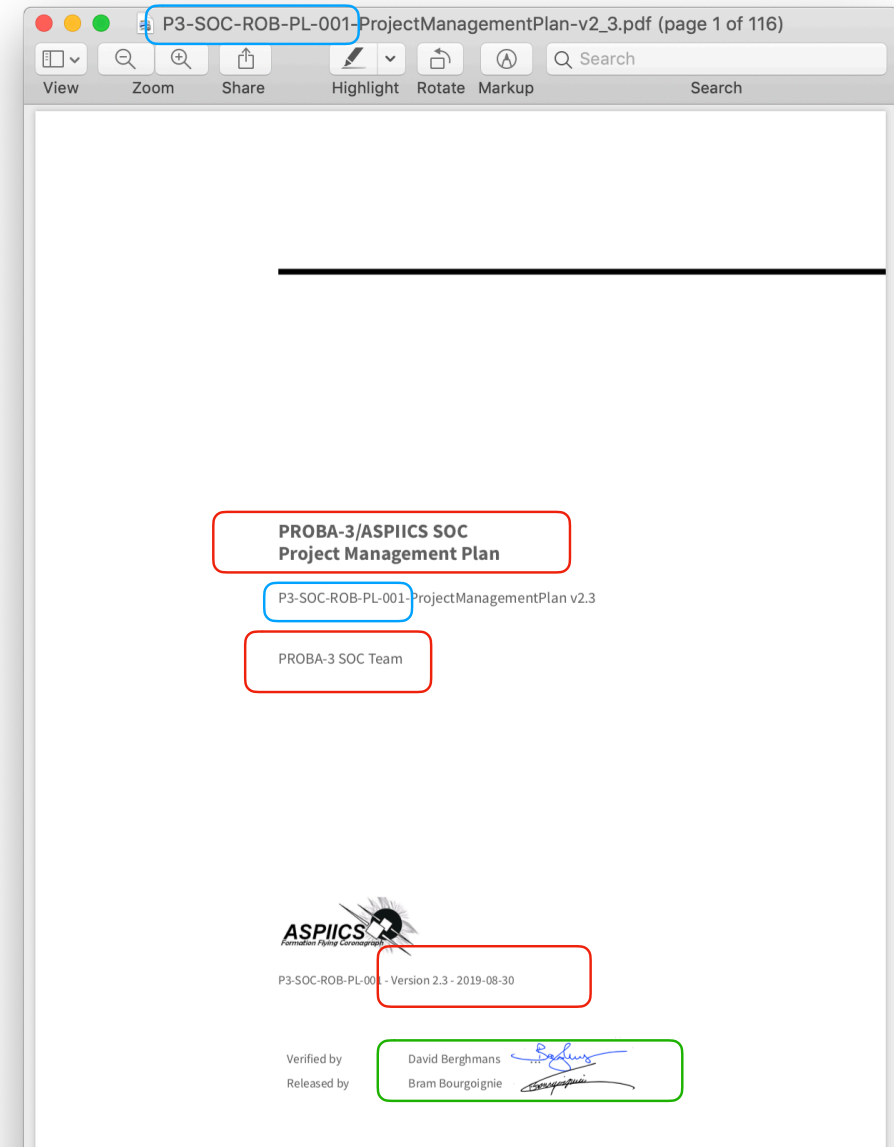 P3-SOC-ROB-PL-001-ProjectManagementPlan-v2_3.pdf (page 1 of 116)
Search
View Zoom Share Highlight Rotate Markup Search
PROBA-3/ASPIICS SOC
Project Management Plan
P3-SOC-ROB-PL-001-ProjectManagementPlan v2.3
PROBA-3 SOC Team
ASPIICS
Formation Flying Coronagraph
P3-SOC-ROB-PL-001 - Version 2.3 - 2019-08-30
Verified by David Berghmans
Released by Bram Bourgoignie